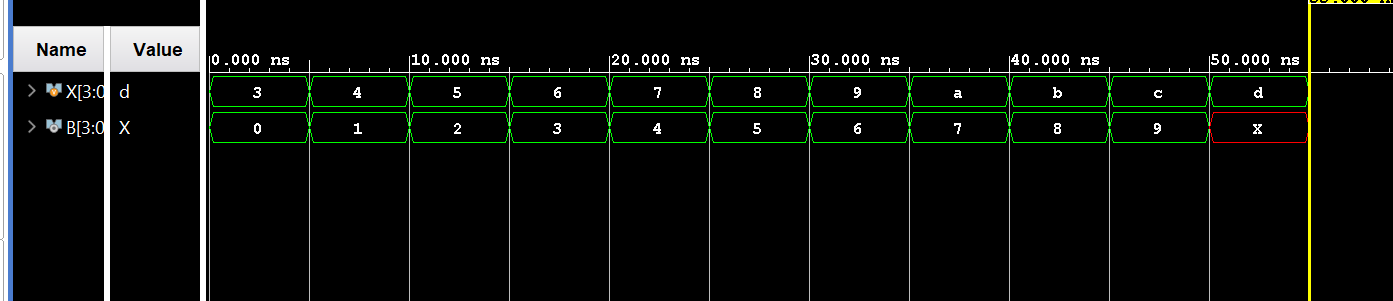 Name Value
0.000 ns 10.000 ns 20.000 ns 30.000 ns 40.000 ns 50.000 ns
X[3:0 d 3 4 5 6 7 8 9 a b c d
B[3:0 X 0 1 2 3 4 5 6 7 8 9 X